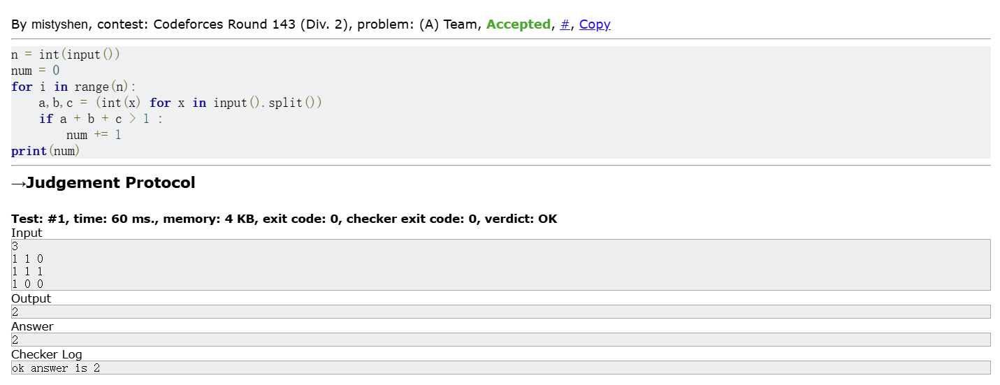 By mistyshen, contest: Codeforces Round 143 (Div. 2), problem: (A) Team, Accepted, #, Copy
n = int(input())
num = 0
for i in range(n):
    a,b,c = (int(x) for x in input().split())
    if a + b + c > 1 :
        num += 1
print(num)
→Judgement Protocol
Test: #1, time: 60 ms., memory: 4 KB, exit code: 0, checker exit code: 0, verdict: OK
Input
3
1 1 0
1 1 1
1 0 0
Output
2
Answer
2
Checker Log
ok answer is 2